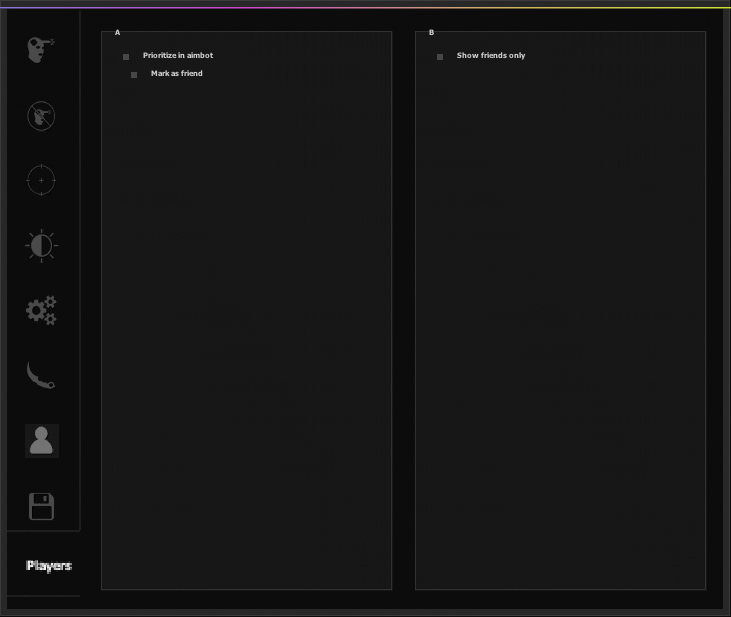 A
Prioritize in aimbot
Mark as friend
B
Show friends only
Players